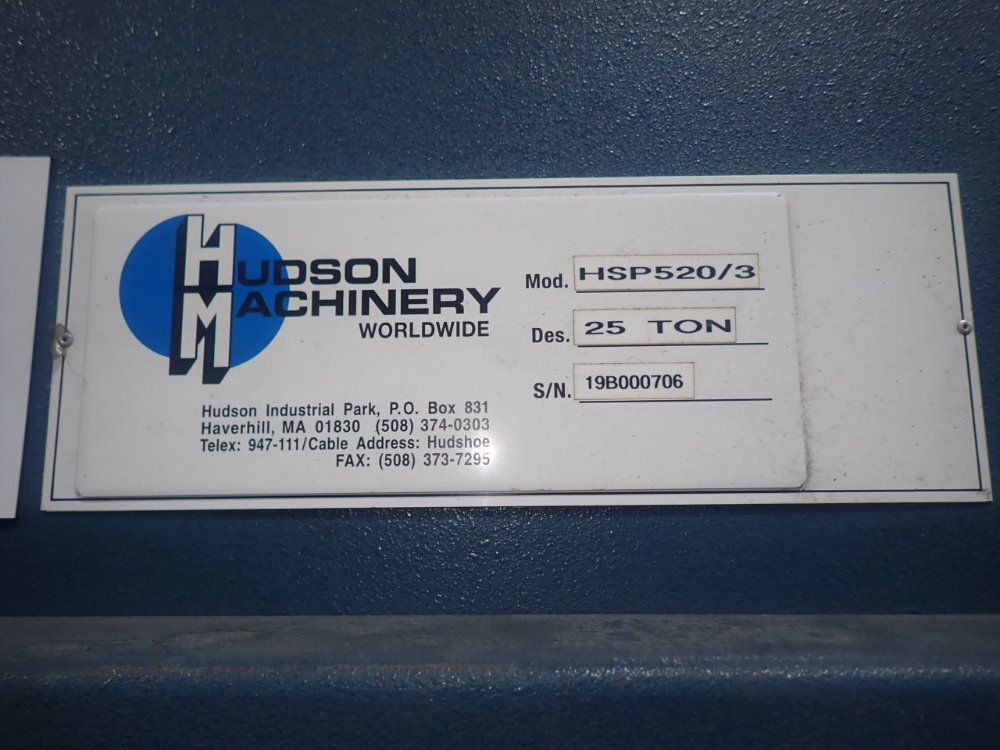 HUDSON
MACHINERY
WORLDWIDE
Mod. HSP520/3
Des. 25 TON
S/N. 19B000706
Hudson Industrial Park, P.O. Box 831
Haverhill, MA 01830 (508) 374-0303
Telex: 947-111/Cable Address: Hudshoe
FAX: (508) 373-7295